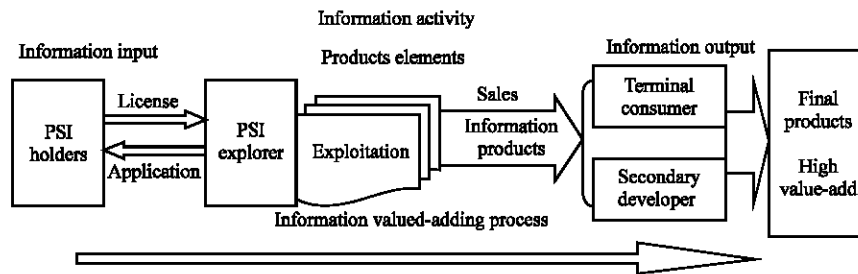 Information activity
Information input
Products elements
Information output
PSI
holders
License
Application
PSI
explorer
Exploitation
Sales
Information
products
Terminal
consumer
Secondary
developer
Final
products
High
value-add
Information valued-adding process